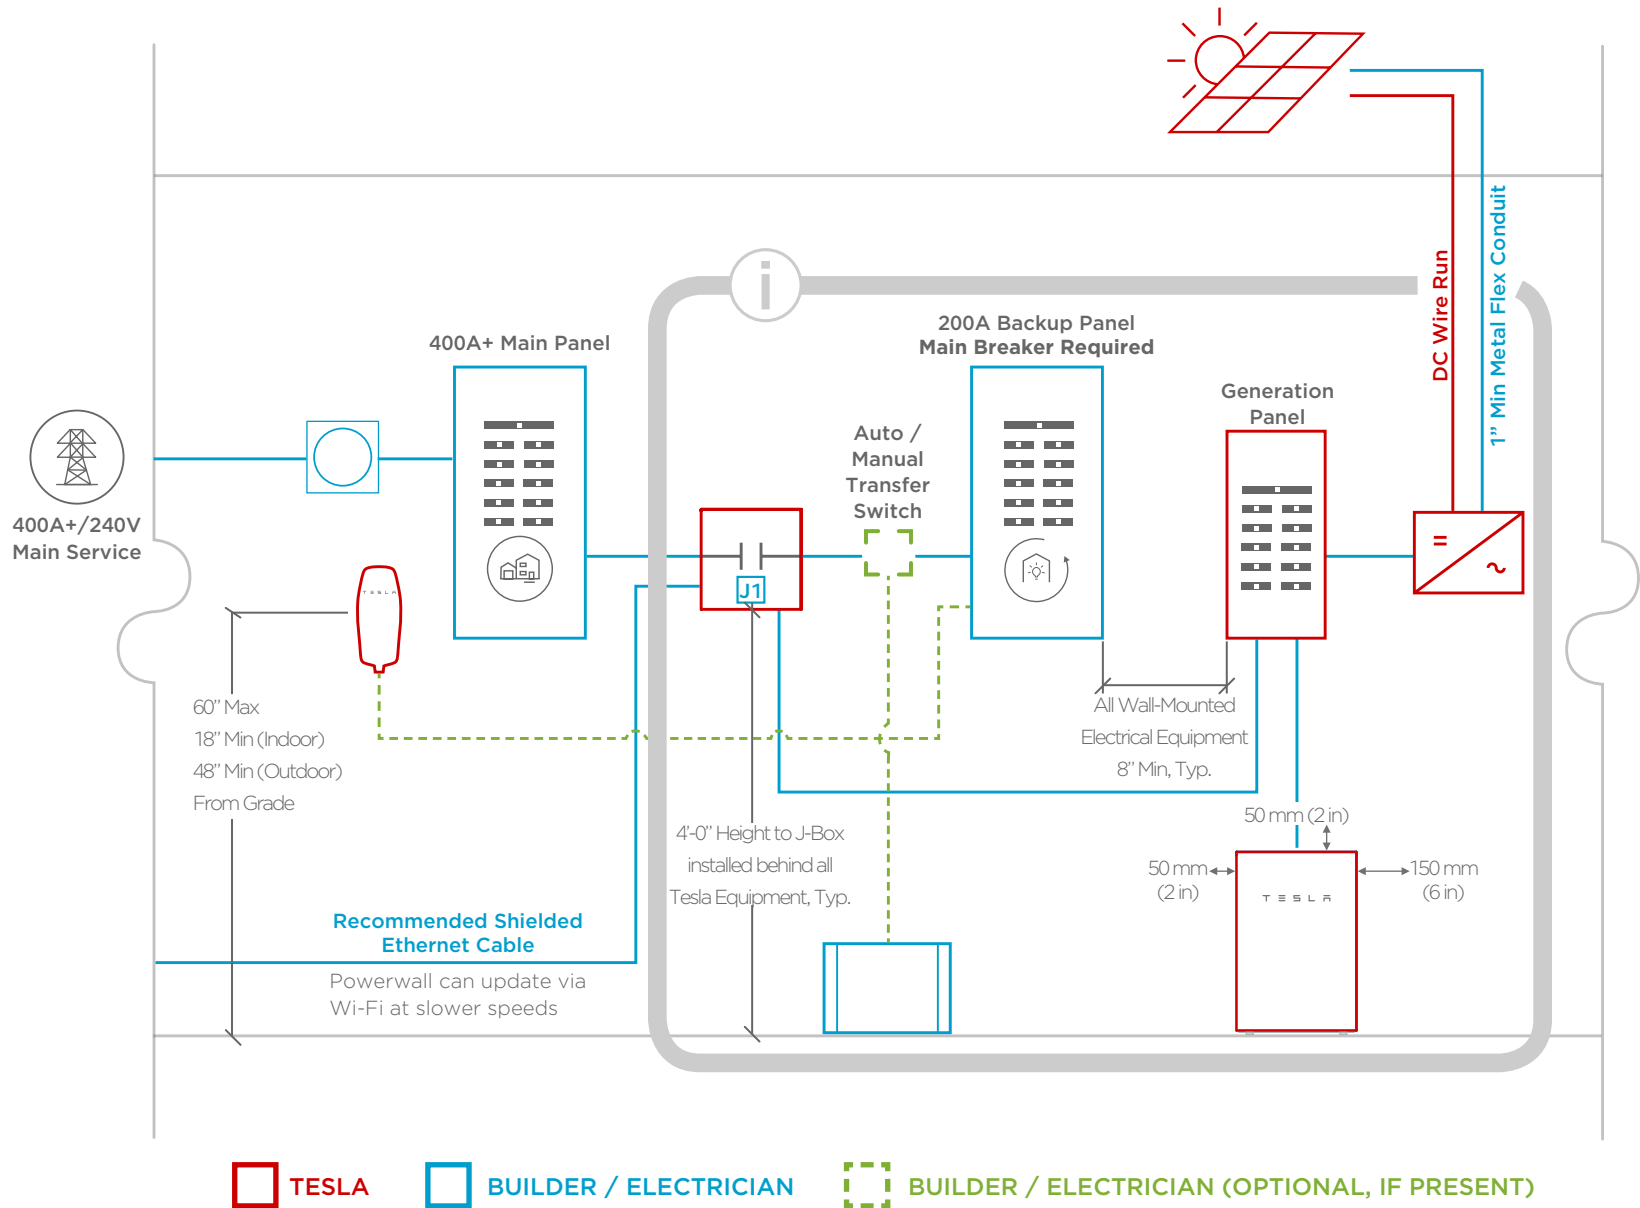 DC Wire Run
1” Min Metal Flex Conduit
i
400A+ Main Panel
200A Backup Panel
Main Breaker Required
Generation
Panel
Auto /
Manual
Transfer
Switch
400A+/240V
Main Service
J1
TESLA
60” Max
18” Min (Indoor)
48” Min (Outdoor)
From Grade
All Wall-Mounted
Electrical Equipment
8” Min, Typ.
4’-0” Height to J-Box
installed behind all
Tesla Equipment, Typ.
50 mm (2 in)
50 mm
(2 in)
150 mm
(6 in)
TESLA
Recommended Shielded
Ethernet Cable
Powerwall can update via
Wi-Fi at slower speeds
TESLA
BUILDER / ELECTRICIAN
BUILDER / ELECTRICIAN (OPTIONAL, IF PRESENT)